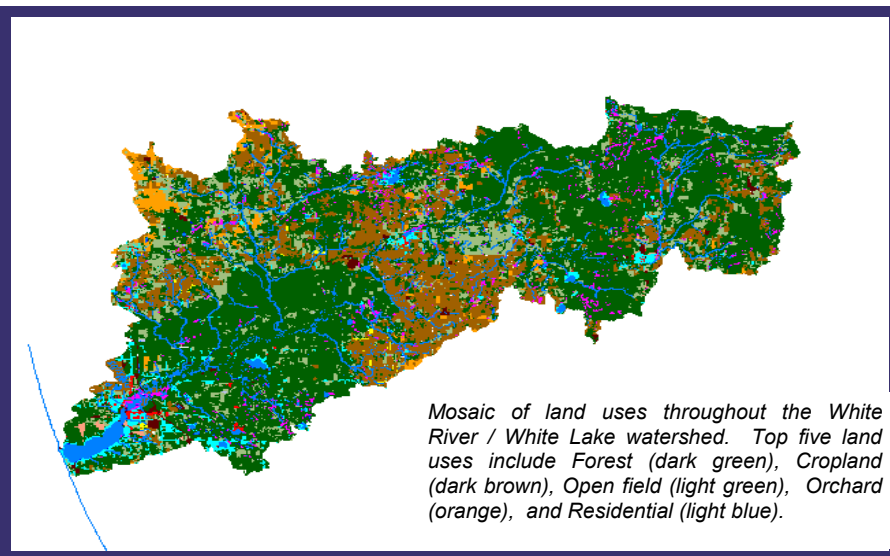 Mosaic of land uses throughout the White
River / White Lake watershed. Top five land
uses include Forest (dark green), Cropland
(dark brown), Open field (light green), Orchard
(orange), and Residential (light blue).